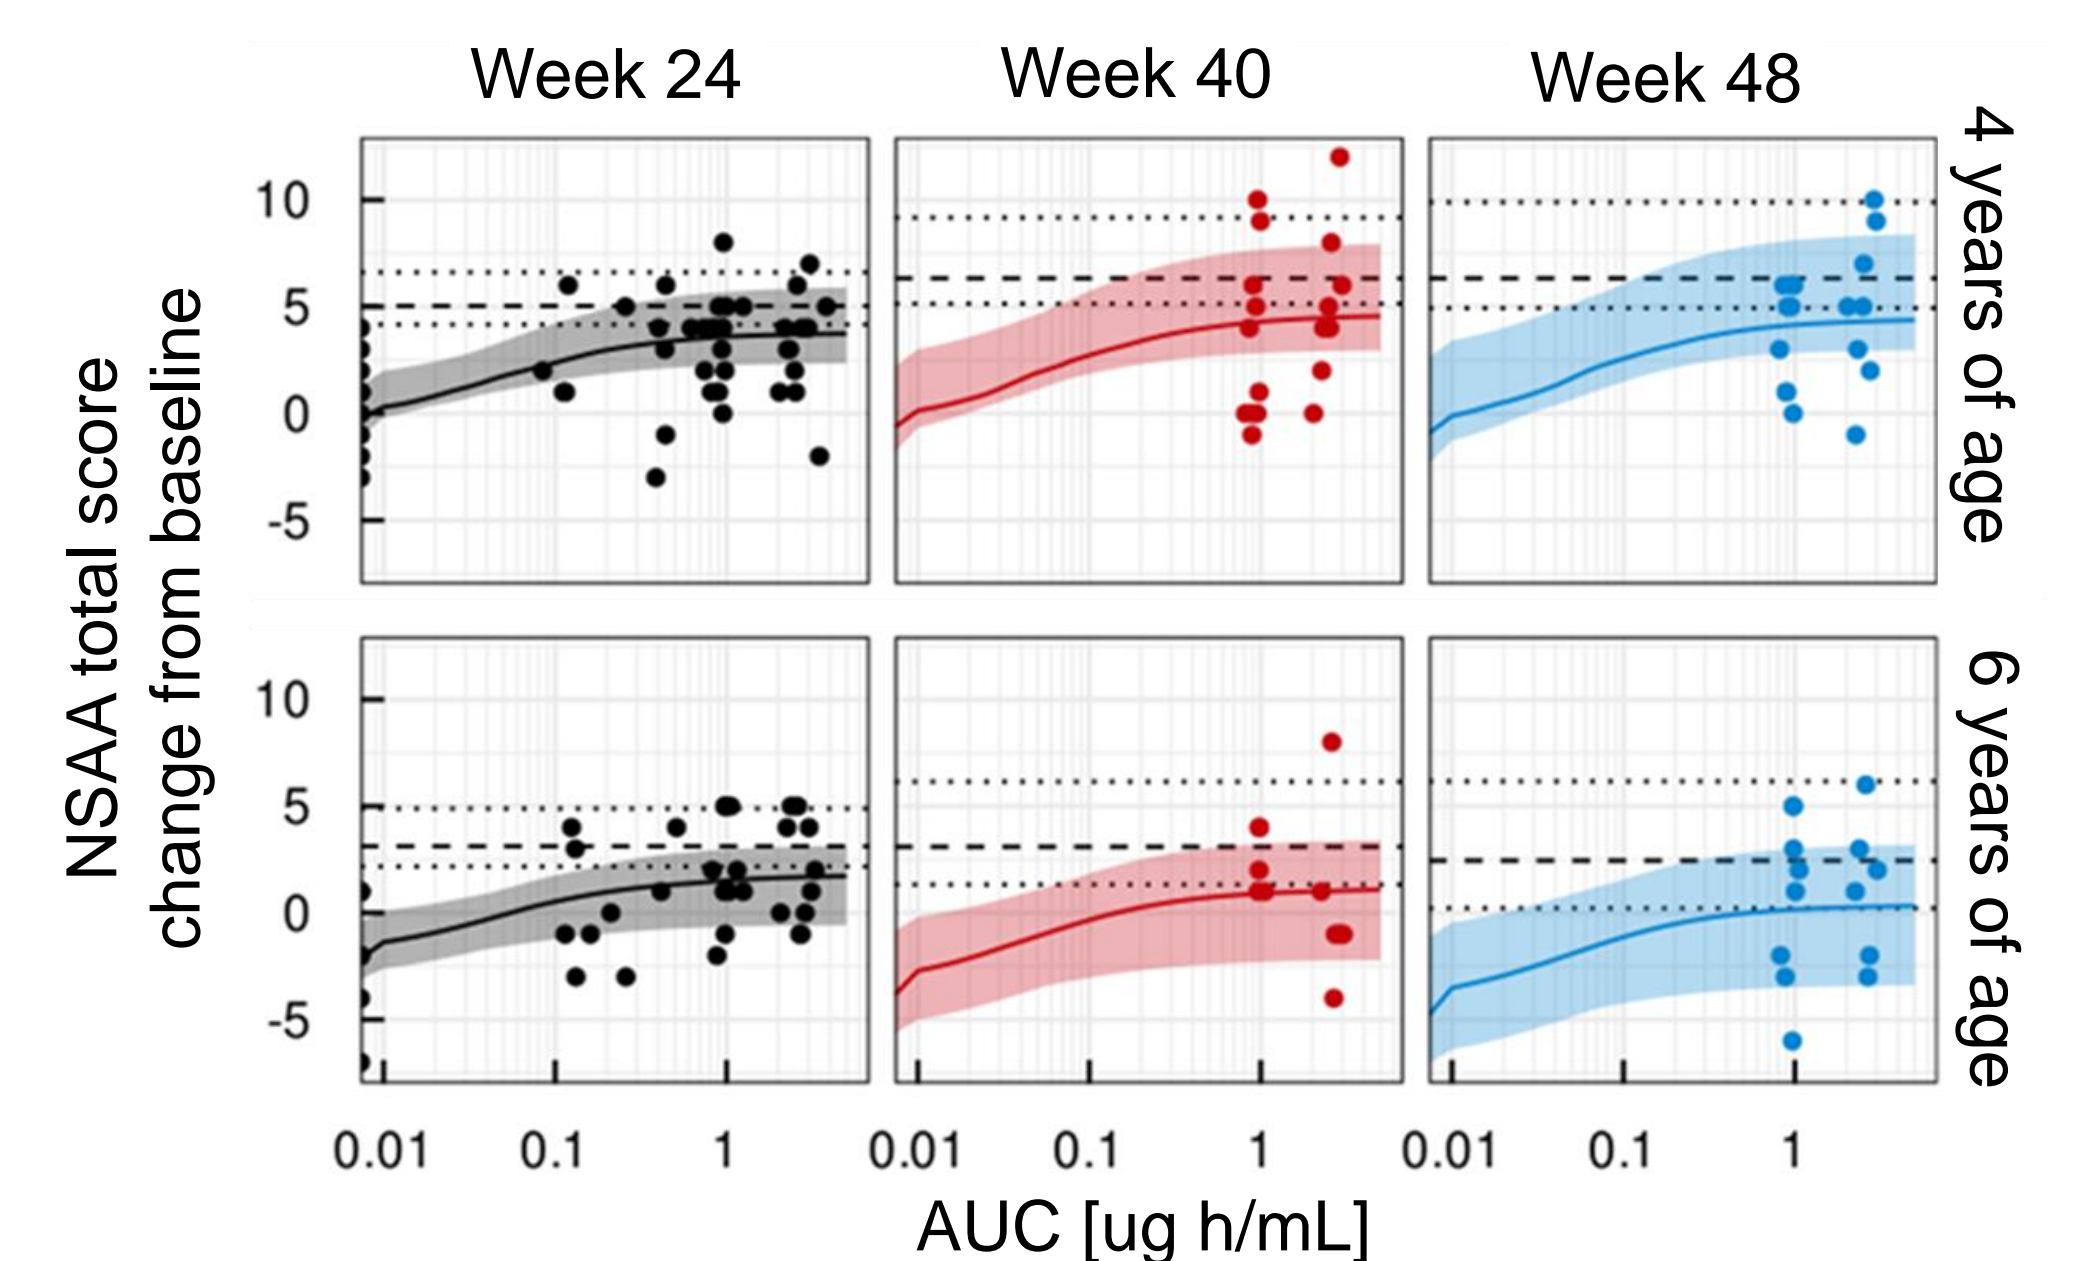 Week 24 Week 40 Week 48
4 years of age
10
5
0
-5
NSAA total score
change from baseline
6 years of age
10
5
0
-5
0.01 0.1 1 0.01 0.1 1 0.01 0.1 1
AUC [ug h/mL]